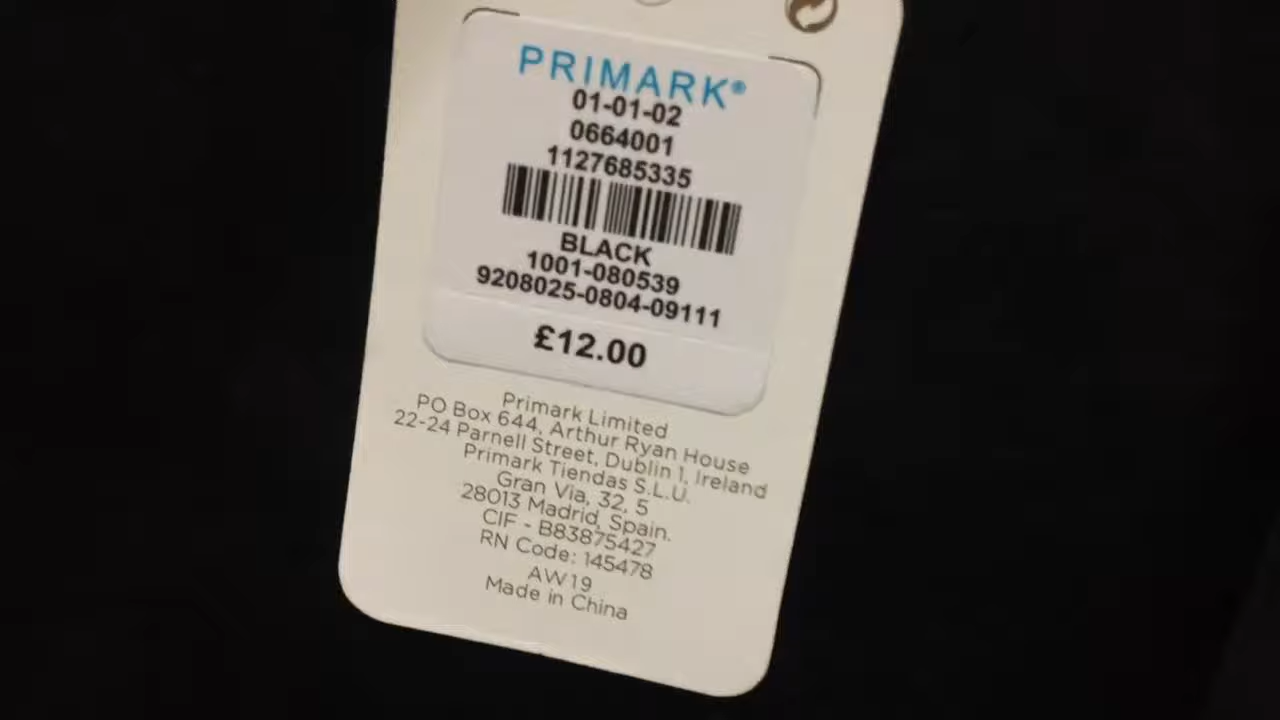 PRIMARK®
01-01-02
0664001
1127685335
BLACK
1001-080539
9208025-0804-09111
£12.00
Primark Limited
PO Box 644, Arthur Ryan House
22-24 Parnell Street, Dublin 1, Ireland
Primark Tiendas S.L.U.
Gran Via, 32, 5
28013 Madrid, Spain.
CIF - B83875427
RN Code: 145478
AW19
Made in China